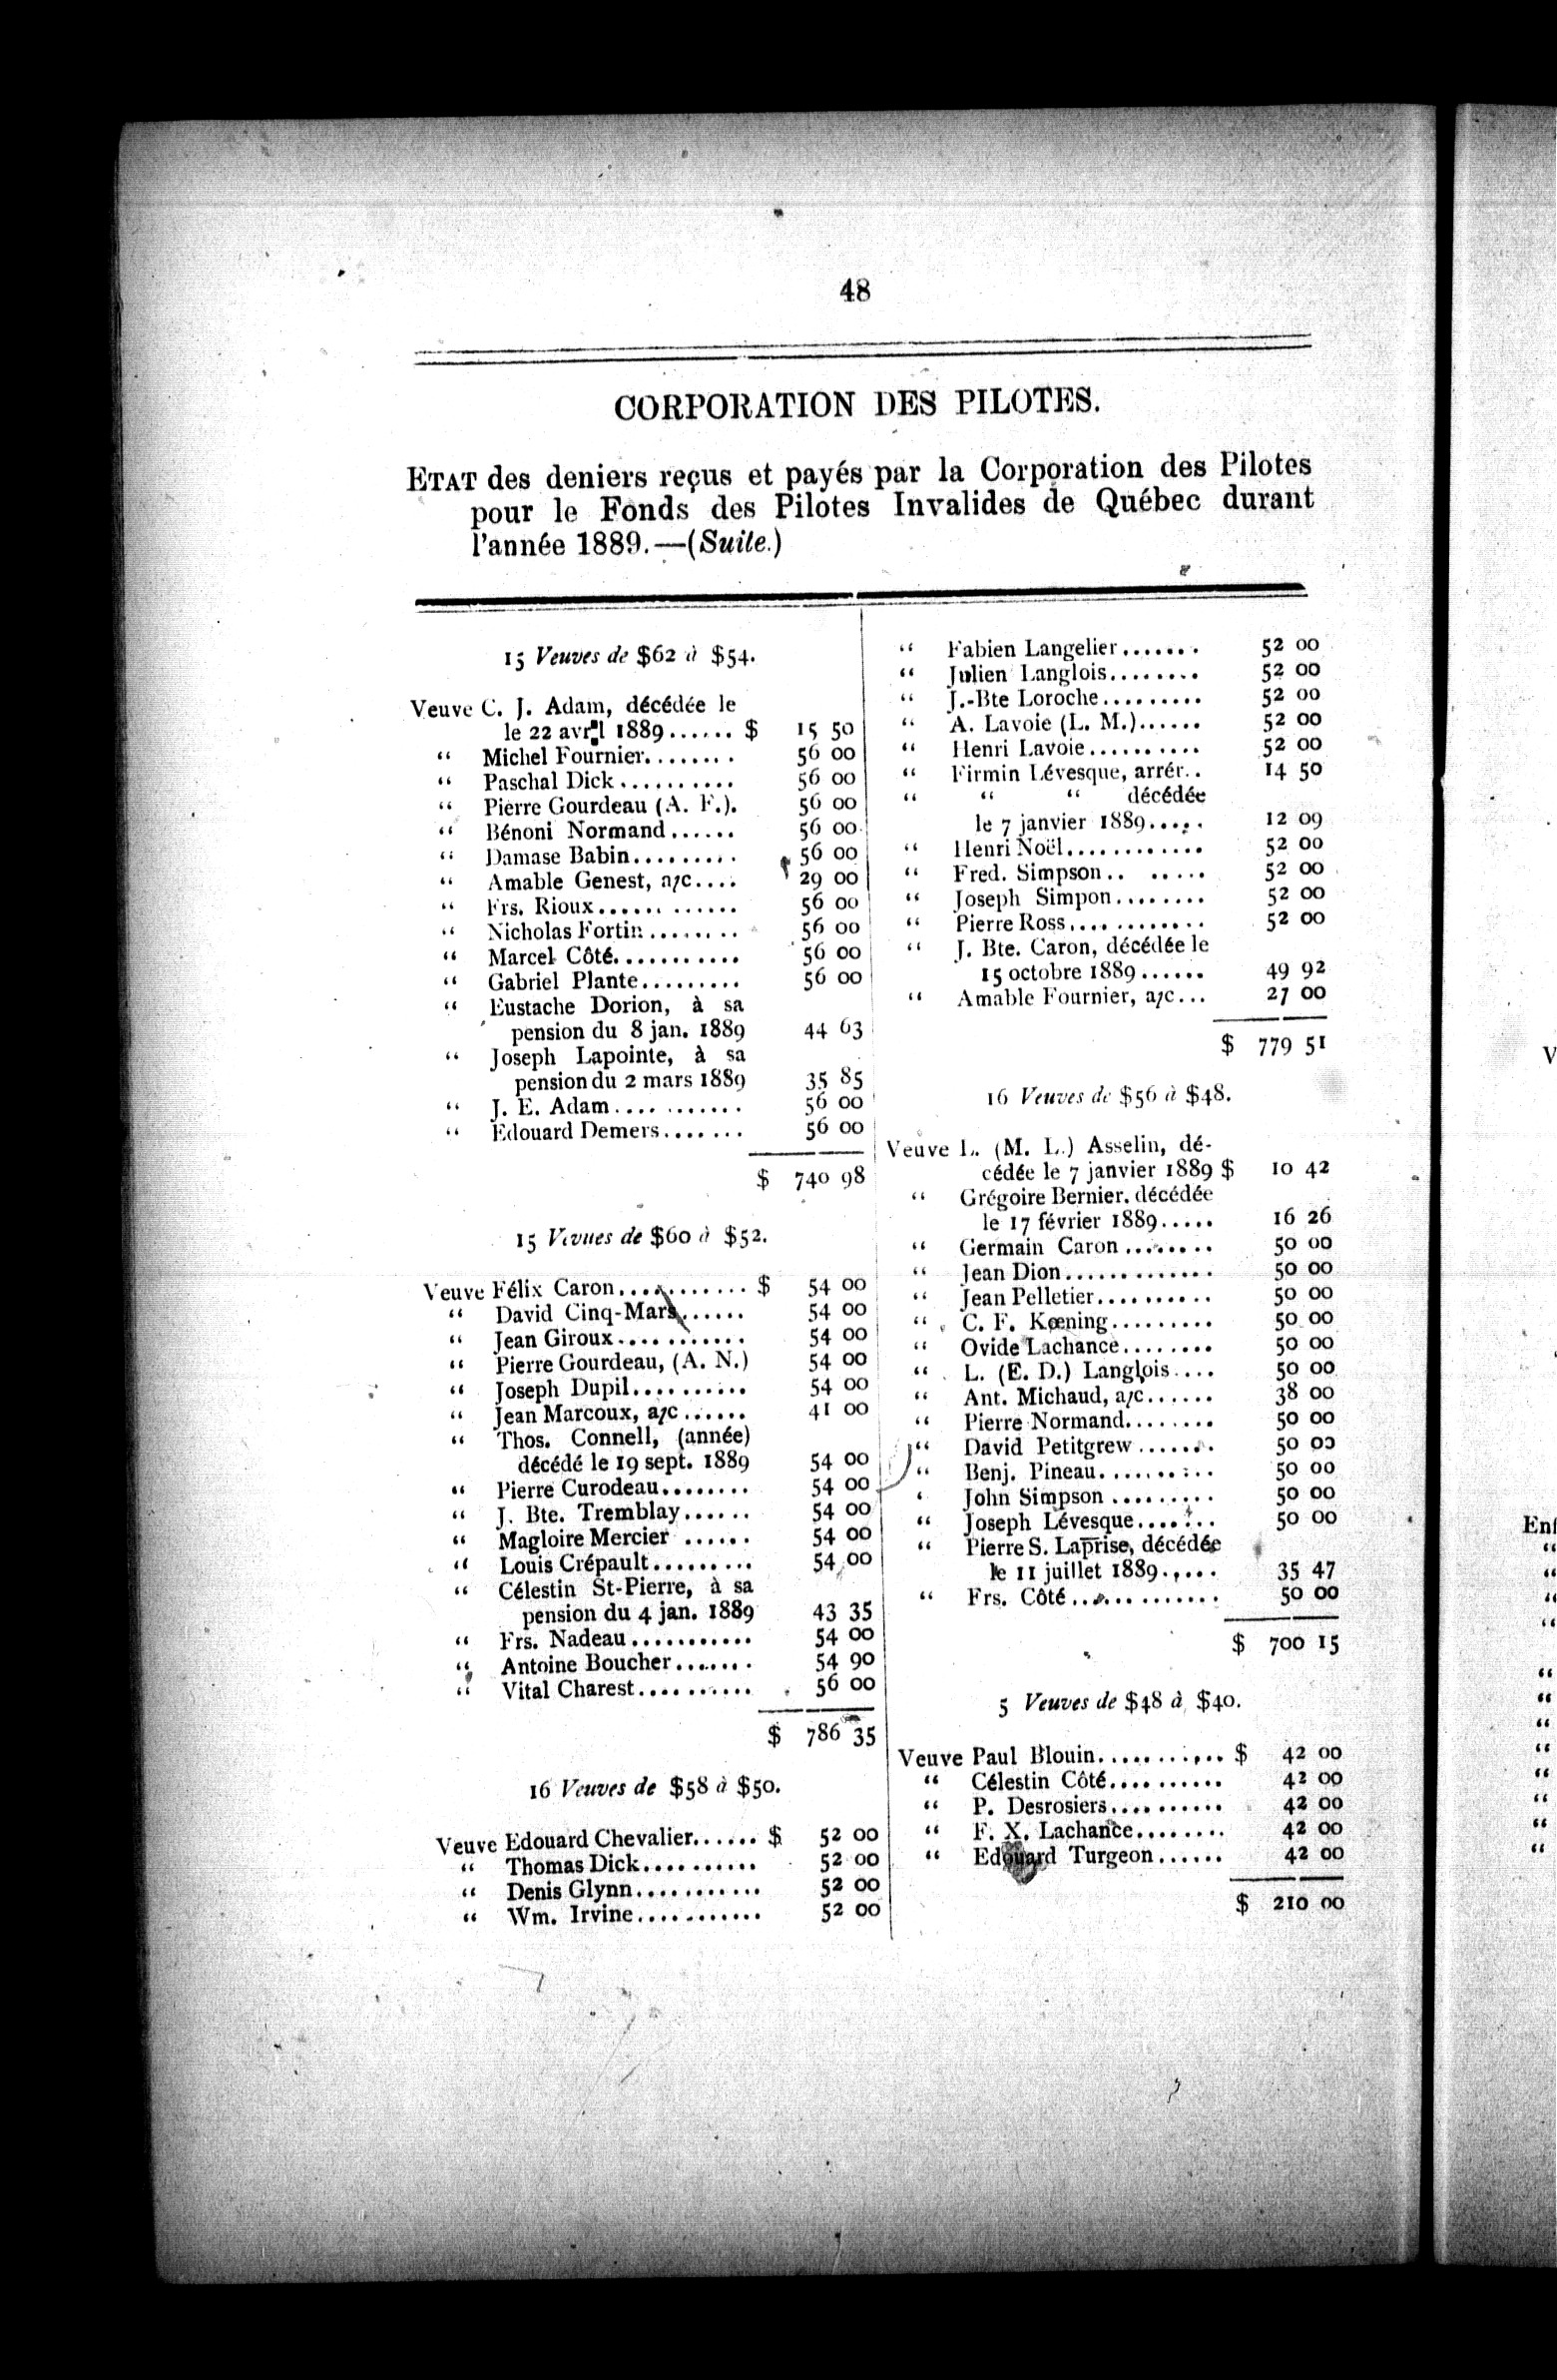 48
CORPORATION DES PILOTES.
ETAT des deniers reçus et payés par la Corporation des Pilotes
pour le Fonds des Pilotes Invalides de Québec durant
l'année 1889.—(Suite.)
15 Veuves de $62 à $54.
Veuve C. J. Adam, décédée le
le 22 avril 1889...... $ 15 50
“ Michel Fournier........ 56 00
“ Paschal Dick.......... 56 00
“ Pierre Gourdeau (A. F.). 56 00
“ Bénoni Normand...... 56 00
“ Damase Babin......... 56 00
“ Amable Genest, a/c.... 29 00
“ Frs. Rioux............ 56 00
“ Nicholas Fortin........ 56 00
“ Marcel Côté........... 56 00
“ Gabriel Plante......... 56 00
“ Eustache Dorion, à sa
pension du 8 jan. 1889 44 63
“ Joseph Lapointe, à sa
pension du 2 mars 1889 35 85
“ J. E. Adam........... 56 00
“ Edouard Demers....... 56 00
$ 740 98
15 Vevues de $60 à $52.
Veuve Félix Caron............ $ 54 00
“ David Cinq-Mars...... 54 00
“ Jean Giroux........... 54 00
“ Pierre Gourdeau, (A. N.) 54 00
“ Joseph Dupil.......... 54 00
“ Jean Marcoux, a/c...... 41 00
“ Thos. Connell, (année)
décédé le 19 sept. 1889 54 00
“ Pierre Curodeau........ 54 00
“ J. Bte. Tremblay...... 54 00
“ Magloire Mercier ...... 54 00
“ Louis Crépault......... 54 00
“ Célestin St-Pierre, à sa
pension du 4 jan. 1889 43 35
“ Frs. Nadeau........... 54 00
“ Antoine Boucher....... 54 90
“ Vital Charest.......... 56 00
$ 786 35
16 Veuves de $58 à $50.
Veuve Edouard Chevalier...... $ 52 00
“ Thomas Dick.......... 52 00
“ Denis Glynn........... 52 00
“ Wm. Irvine........... 52 00
“ Fabien Langelier....... 52 00
“ Julien Langlois........ 52 00
“ J.-Bte Loroche......... 52 00
“ A. Lavoie (L. M.)...... 52 00
“ Henri Lavoie.......... 52 00
“ Firmin Lévesque, arrér.. 14 50
“ “ “ décédée
le 7 janvier 1889..... 12 09
“ Henri Noël............ 52 00
“ Fred. Simpson.. ..... 52 00
“ Joseph Simpon........ 52 00
“ Pierre Ross............ 52 00
“ J. Bte. Caron, décédée le
15 octobre 1889...... 49 92
“ Amable Fournier, a/c... 27 00
$ 779 51
16 Veuves de $56 à $48.
Veuve L. (M. L.) Asselin, dé-
cédée le 7 janvier 1889 $ 10 42
“ Grégoire Bernier. décédée
le 17 février 1889..... 16 26
“ Germain Caron........ 50 00
“ Jean Dion............. 50 00
“ Jean Pelletier.......... 50 00
“ C. F. Kœning......... 50 00
“ Ovide Lachance........ 50 00
“ L. (E. D.) Langlois.... 50 00
“ Ant. Michaud, a/c...... 38 00
“ Pierre Normand........ 50 00
“ David Petitgrew....... 50 00
“ Benj. Pineau.......... 50 00
‘ John Simpson......... 50 00
“ Joseph Lévesque....... 50 00
“ Pierre S. Laprise, décédée
le 11 juillet 1889..... 35 47
“ Frs. Côté............. 50 00
$ 700 15
5 Veuves de $48 à $40.
Veuve Paul Blouin........... $ 42 00
“ Célestin Côté.......... 42 00
“ P. Desrosiers.......... 42 00
“ F. X. Lachance........ 42 00
“ Edouard Turgeon...... 42 00
$ 210 00